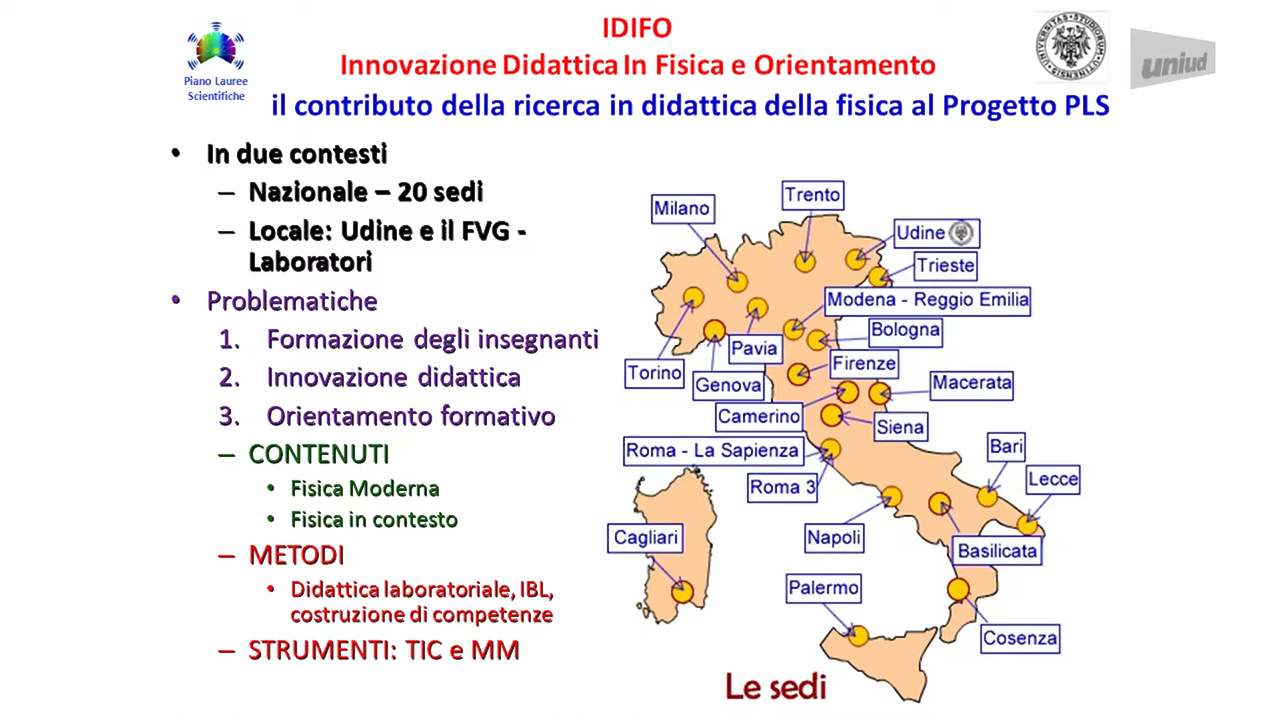 IDIFO
Innovazione Didattica In Fisica e Orientamento
il contributo della ricerca in didattica della fisica al Progetto PLS
Piano Lauree
Scientifiche
UNIVERSITAS STUDIORUM UTINENSIS
uniud
• In due contesti
– Nazionale – 20 sedi
– Locale: Udine e il FVG -
Laboratori
• Problematiche
1. Formazione degli insegnanti
2. Innovazione didattica
3. Orientamento formativo
– CONTENUTI
• Fisica Moderna
• Fisica in contesto
– METODI
• Didattica laboratoriale, IBL,
costruzione di competenze
– STRUMENTI: TIC e MM
Milano
Trento
Udine
Trieste
Modena - Reggio Emilia
Bologna
Pavia
Firenze
Torino
Genova
Macerata
Camerino
Siena
Roma - La Sapienza
Bari
Roma 3
Lecce
Cagliari
Napoli
Basilicata
Palermo
Cosenza
Le sedi